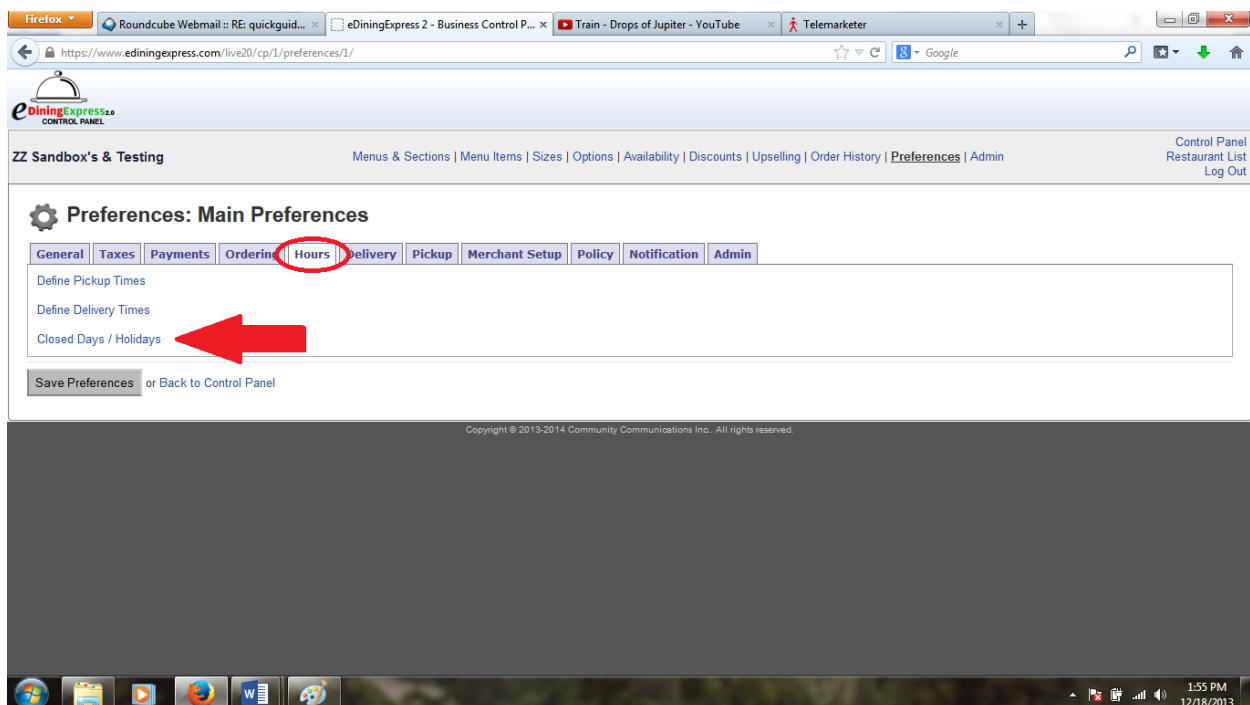 Firefox
Roundcube Webmail :: RE: quickguid...
eDiningExpress 2 - Business Control P...
Train - Drops of Jupiter - YouTube
Telemarketer
https://www.ediningexpress.com/live20/cp/1/preferences/1/
Google
eDiningExpress2.0
CONTROL PANEL
ZZ Sandbox's & Testing
Menus & Sections | Menu Items | Sizes | Options | Availability | Discounts | Upselling | Order History | Preferences | Admin
Control Panel
Restaurant List
Log Out
Preferences: Main Preferences
General Taxes Payments Ordering Hours Delivery Pickup Merchant Setup Policy Notification Admin
Define Pickup Times
Define Delivery Times
Closed Days / Holidays
Save Preferences or Back to Control Panel
Copyright © 2013-2014 Community Communications Inc.. All rights reserved.
1:55 PM
12/18/2013